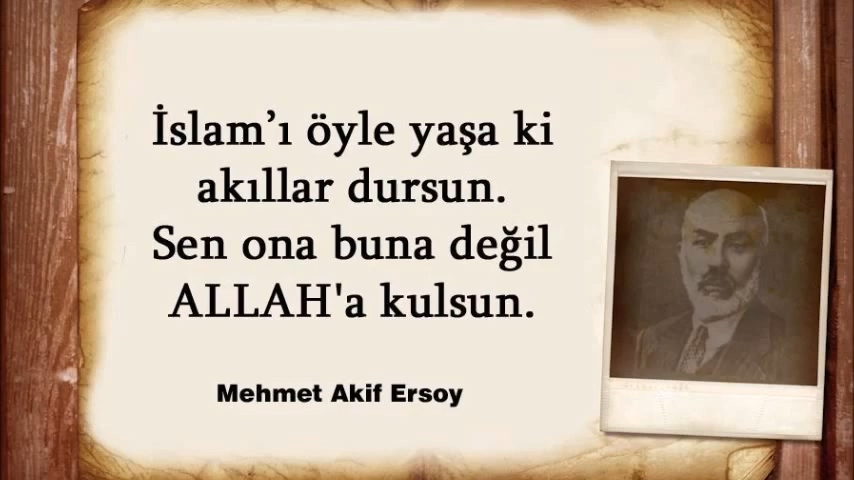 İslam’ı öyle yaşa ki
akıllar dursun.
Sen ona buna değil
ALLAH'a kulsun.
Mehmet Akif Ersoy